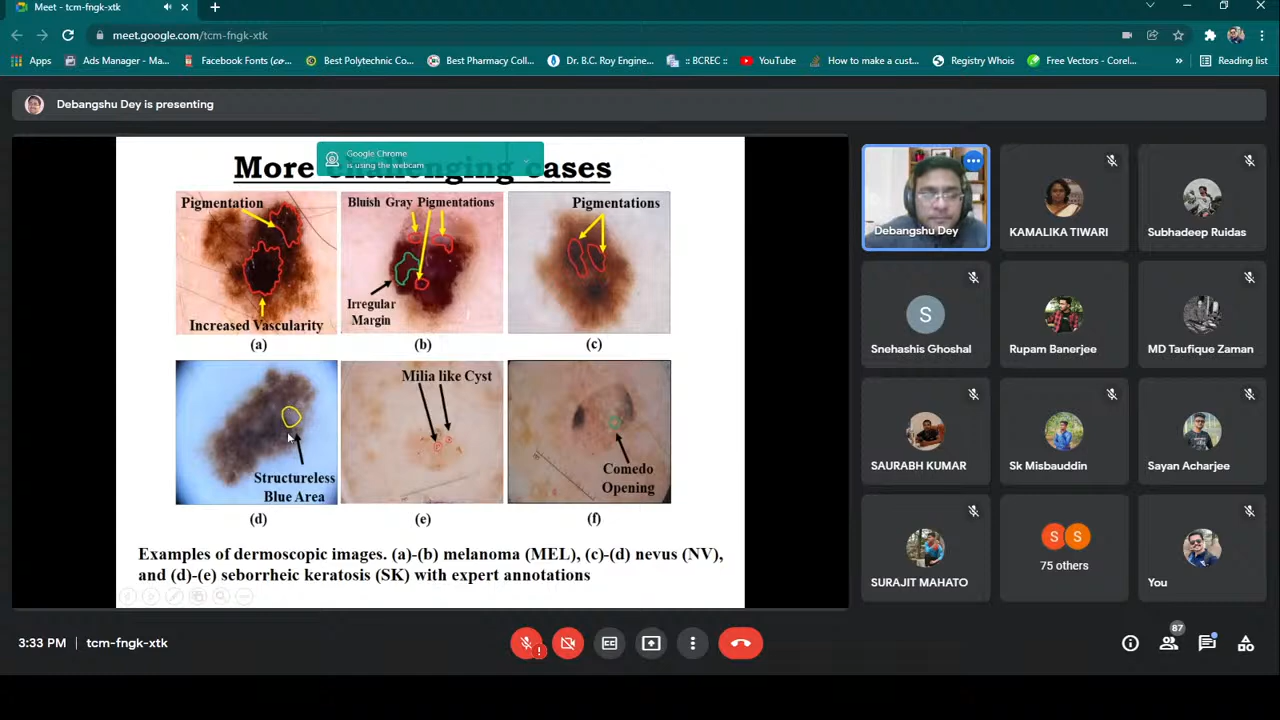 Meet - tcm-fngk-xtk
meet.google.com/tcm-fngk-xtk
Apps
Ads Manager - Ma...
Facebook Fonts (𝓬𝓸...
Best Polytechnic Co...
Best Pharmacy Coll...
Dr. B.C. Roy Engine...
:: BCREC ::
YouTube
How to make a cust...
Registry Whois
Free Vectors - Corel...
»
Reading list
Debangshu Dey is presenting
Google Chrome
is using the webcam
More challenging cases
Pigmentation
Increased Vascularity
(a)
Bluish Gray Pigmentations
Irregular
Margin
(b)
Pigmentations
(c)
Structureless
Blue Area
(d)
Milia like Cyst
(e)
Comedo
Opening
(f)
Examples of dermoscopic images. (a)-(b) melanoma (MEL), (c)-(d) nevus (NV),
and (d)-(e) seborrheic keratosis (SK) with expert annotations
Debangshu Dey
KAMALIKA TIWARI
Subhadeep Ruidas
S
Snehashis Ghoshal
Rupam Banerjee
MD Taufique Zaman
SAURABH KUMAR
Sk Misbauddin
Sayan Acharjee
SURAJIT MAHATO
S S
75 others
You
3:33 PM | tcm-fngk-xtk
87